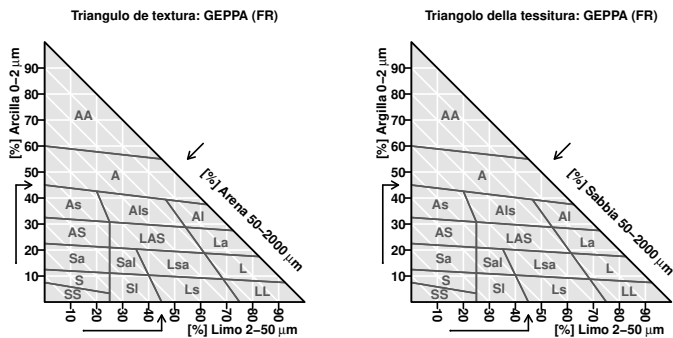 Triangulo de textura: GEPPA (FR)
[%] Arcilla 0−2 µm
90
80
70
60
50
40
30
20
10
AA
A
As
Als
Al
AS
LAS
La
Sa
Sal
Lsa
L
S
SS
Sl
Ls
LL
[%] Arena 50−2000 µm
10
20
30
40
50
60
70
80
90
[%] Limo 2−50 µm
Triangolo della tessitura: GEPPA (FR)
[%] Argilla 0−2 µm
90
80
70
60
50
40
30
20
10
AA
A
As
Als
Al
AS
LAS
La
Sa
Sal
Lsa
L
S
SS
Sl
Ls
LL
[%] Sabbia 50−2000 µm
10
20
30
40
50
60
70
80
90
[%] Limo 2−50 µm